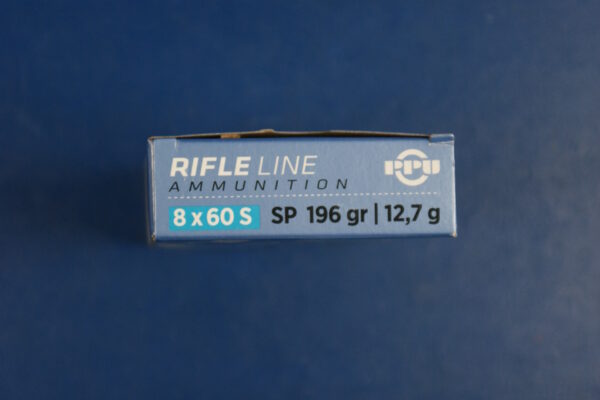 RIFLE LINE
AMMUNITION
PPU
8 x 60 S SP 196 gr | 12,7 g